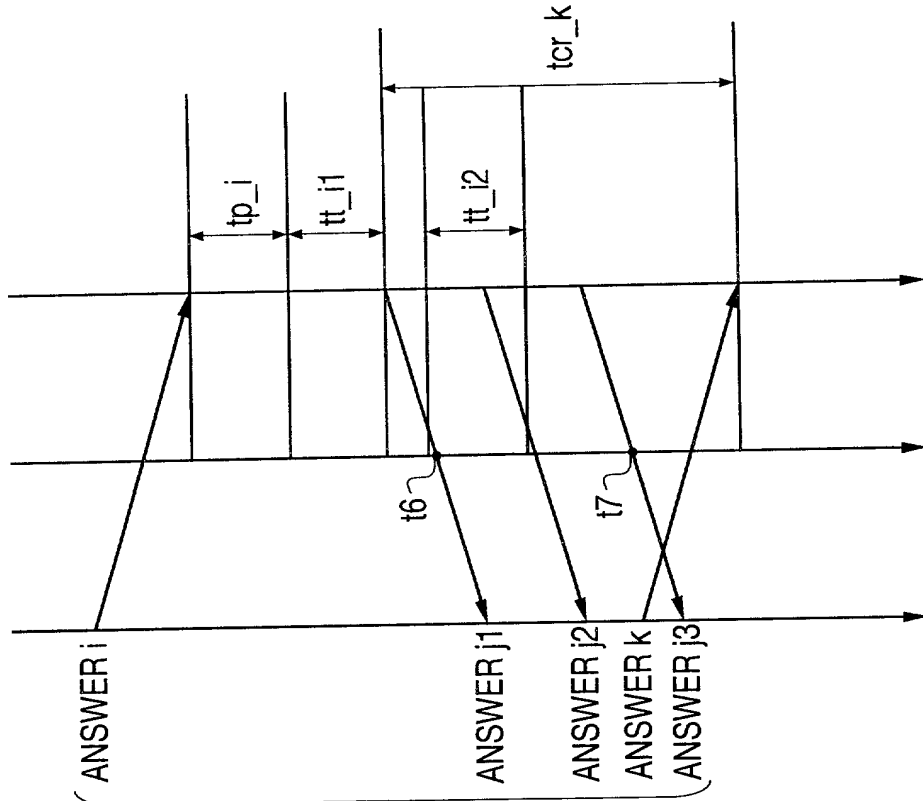 ANSWER i
tp_i
tt_i1
tcr_k
tt_i2
t6
t7
ANSWER j1
ANSWER j2
ANSWER k
ANSWER j3